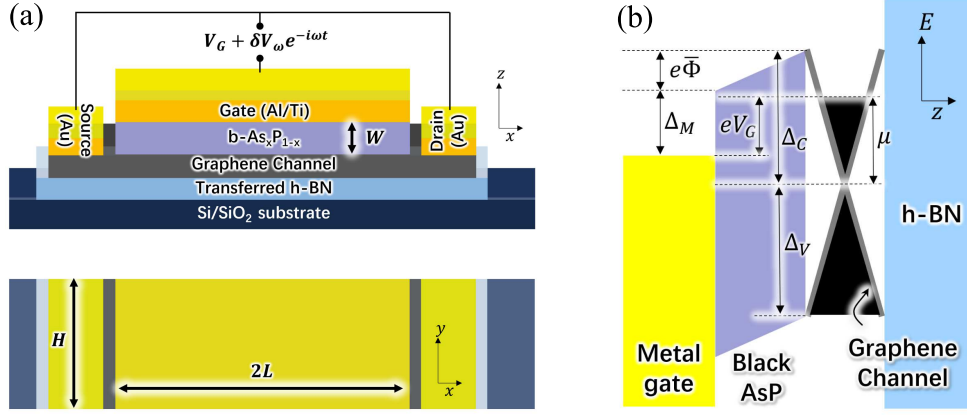 (a)
V_G + δV_ω e^{-iωt}
z
x
Source
(Au)
Gate (Al/Ti)
b-As_xP_{1-x}
W
Drain
(Au)
Graphene Channel
Transferred h-BN
Si/SiO₂ substrate
H
2L
y
x
(b)
E
z
eΦ̅
Δ_M
eV_G
Δ_C
μ
Δ_V
h-BN
Metal
gate
Black
AsP
Graphene
Channel